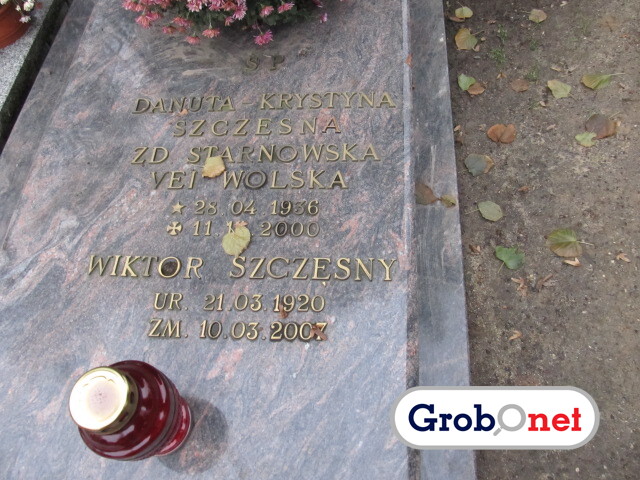 ŚP
DANUTA-KRYSTYNA
SZCZĘSNA
ZD STARNOWSKA
VEL WOLSKA
28.04.1936
11 2000
WIKTOR SZCZĘSNY
UR. 21.03.1920
ZM. 10.03.2007
Grobonet